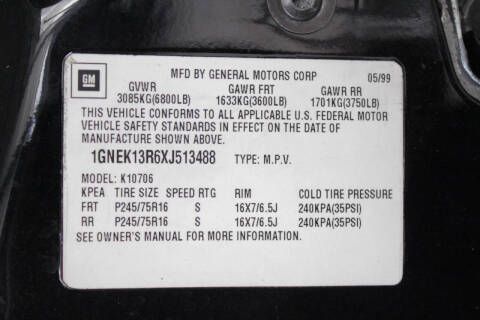 GM
MFD BY GENERAL MOTORS CORP 05/99
GVWR GAWR FRT GAWR RR
3085KG(6800LB) 1633KG(3600LB) 1701KG(3750LB)
THIS VEHICLE CONFORMS TO ALL APPLICABLE U.S. FEDERAL MOTOR
VEHICLE SAFETY STANDARDS IN EFFECT ON THE DATE OF
MANUFACTURE SHOWN ABOVE.
1GNEK13R6XJ513488 TYPE: M.P.V.
MODEL: K10706
KPEA TIRE SIZE SPEED RTG RIM COLD TIRE PRESSURE
FRT P245/75R16 S 16X7/6.5J 240KPA(35PSI)
RR P245/75R16 S 16X7/6.5J 240KPA(35PSI)
SEE OWNER'S MANUAL FOR MORE INFORMATION.